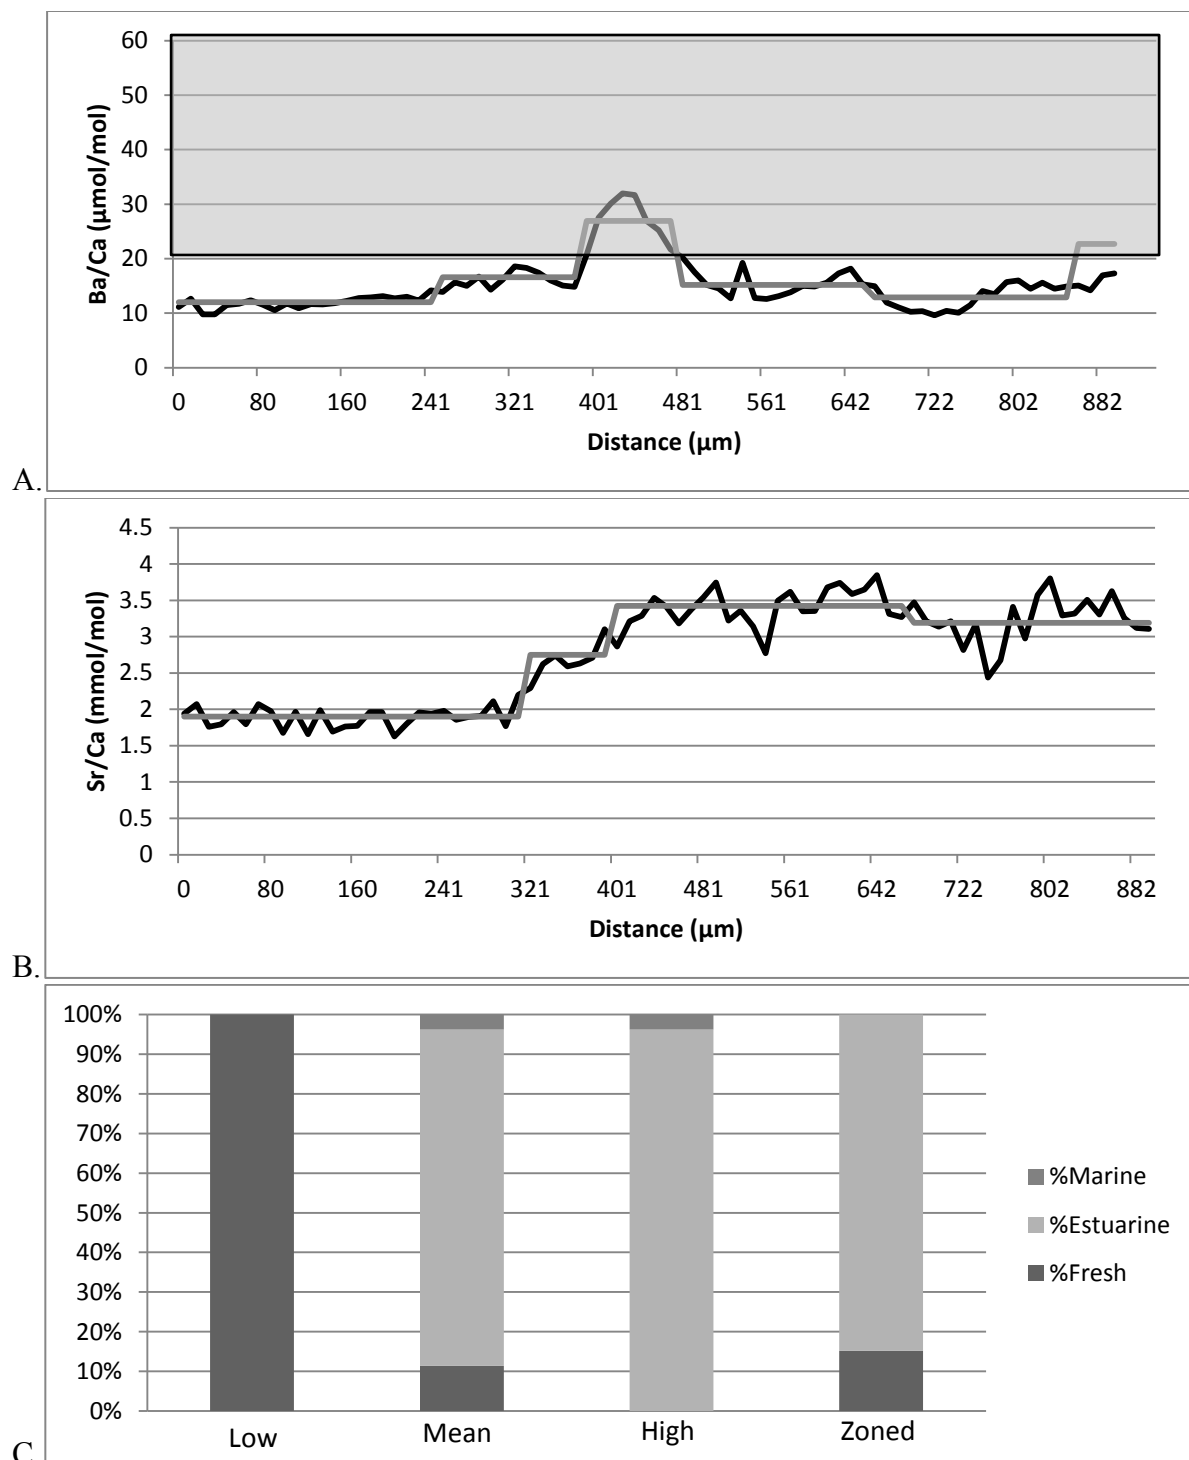 60
50
40
30
20
10
0
Ba/Ca (µmol/mol)
0 80 160 241 321 401 481 561 642 722 802 882
Distance (µm)
A.
4.5
4
3.5
3
2.5
2
1.5
1
0.5
0
Sr/Ca (mmol/mol)
0 80 160 241 321 401 481 561 642 722 802 882
Distance (µm)
B.
100%
90%
80%
70%
60%
50%
40%
30%
20%
10%
0%
Low Mean High Zoned
%Marine
%Estuarine
%Fresh
C